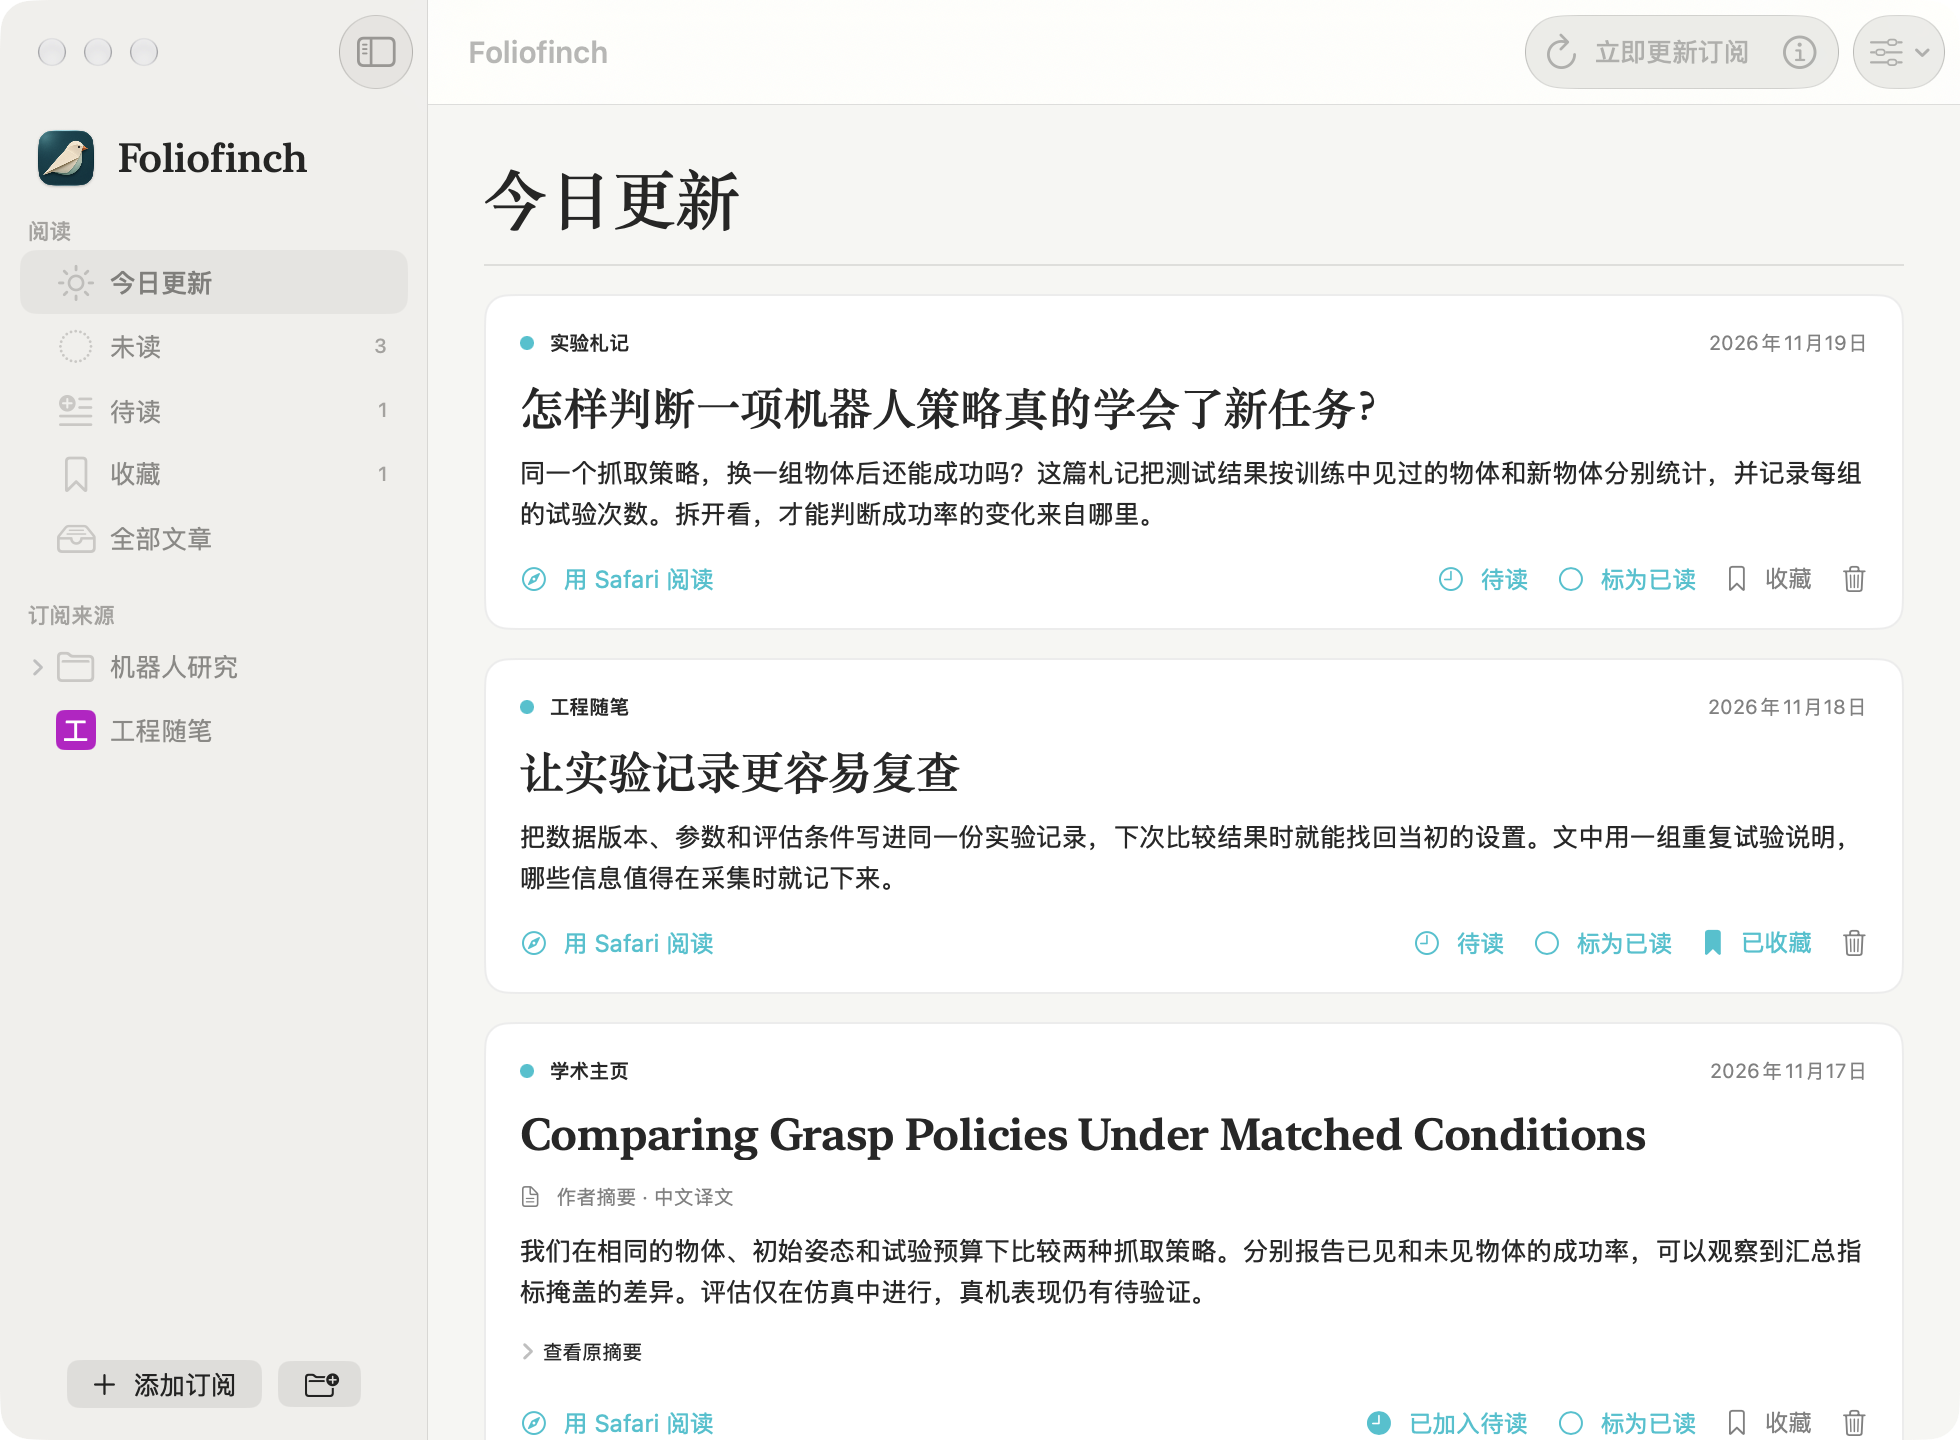 Foliofinch
立即更新订阅
Foliofinch
阅读
今日更新
未读 3
待读 1
收藏 1
全部文章
订阅来源
机器人研究
工 工程随笔
添加订阅
今日更新
实验札记 2026年11月19日
怎样判断一项机器人策略真的学会了新任务？
同一个抓取策略，换一组物体后还能成功吗？这篇札记把测试结果按训练中见过的物体和新物体分别统计，并记录每组
的试验次数。拆开看，才能判断成功率的变化来自哪里。
用 Safari 阅读 待读 标为已读 收藏
工程随笔 2026年11月18日
让实验记录更容易复查
把数据版本、参数和评估条件写进同一份实验记录，下次比较结果时就能找回当初的设置。文中用一组重复试验说明，
哪些信息值得在采集时就记下来。
用 Safari 阅读 待读 标为已读 已收藏
学术主页 2026年11月17日
Comparing Grasp Policies Under Matched Conditions
作者摘要 · 中文译文
我们在相同的物体、初始姿态和试验预算下比较两种抓取策略。分别报告已见和未见物体的成功率，可以观察到汇总指
标掩盖的差异。评估仅在仿真中进行，真机表现仍有待验证。
查看原摘要
用 Safari 阅读 已加入待读 标为已读 收藏